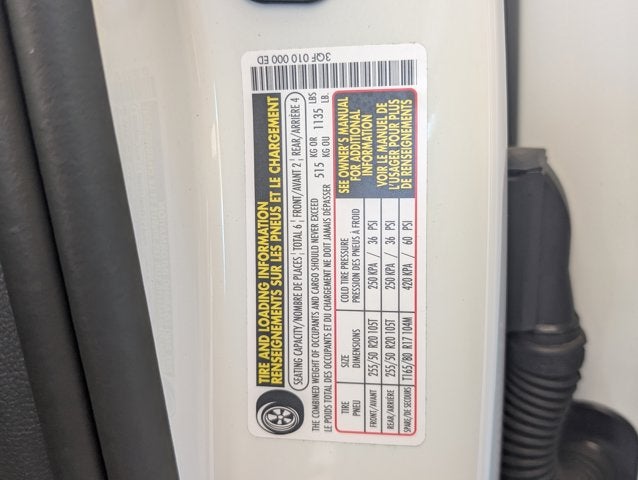 3QF 010 000 ED
TIRE AND LOADING INFORMATION
RENSEIGNEMENTS SUR LES PNEUS ET LE CHARGEMENT
SEATING CAPACITY/NOMBRE DE PLACES ¦ TOTAL 6 ¦ FRONT/AVANT 2 ¦ REAR/ARRIÈRE 4
THE COMBINED WEIGHT OF OCCUPANTS AND CARGO SHOULD NEVER EXCEED 515 KG OR 1135 LBS
LE POIDS TOTAL DES OCCUPANTS ET DU CHARGEMENT NE DOIT JAMAIS DÉPASSER KG OU LB.
TIRE SIZE COLD TIRE PRESSURE
PNEU DIMENSIONS PRESSION DES PNEUS À FROID
FRONT/AVANT 255/50 R20 105T 250 KPA / 36 PSI
REAR/ARRIÈRE 255/50 R20 105T 250 KPA / 36 PSI
SPARE/DE SECOURS T165/80 R17 104M 420 KPA / 60 PSI
SEE OWNER'S MANUAL
FOR ADDITIONAL
INFORMATION
VOIR LE MANUEL DE
L'USAGER POUR PLUS
DE RENSEIGNEMENTS